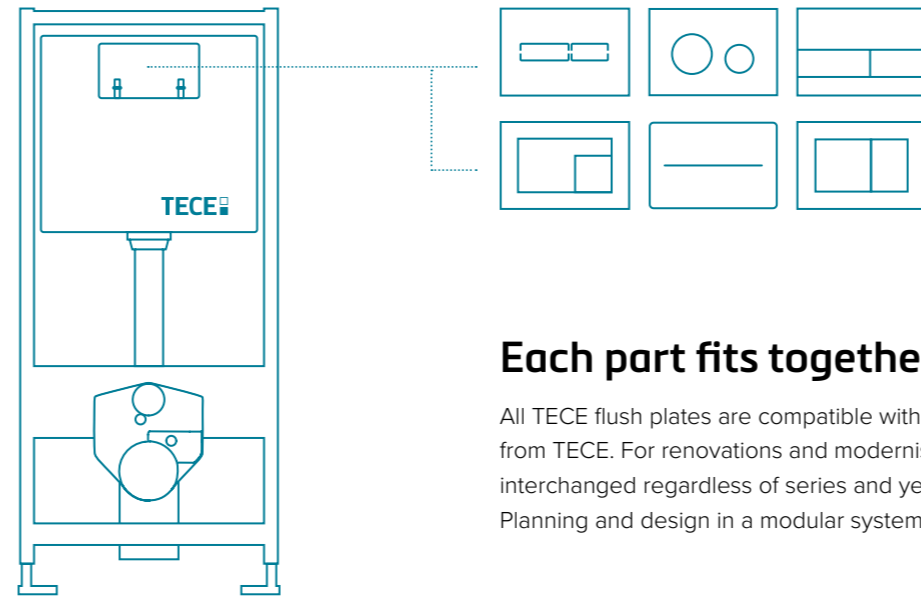 TECE
Each part fits togethe
All TECE flush plates are compatible with
from TECE. For renovations and modernis
interchanged regardless of series and ye
Planning and design in a modular system